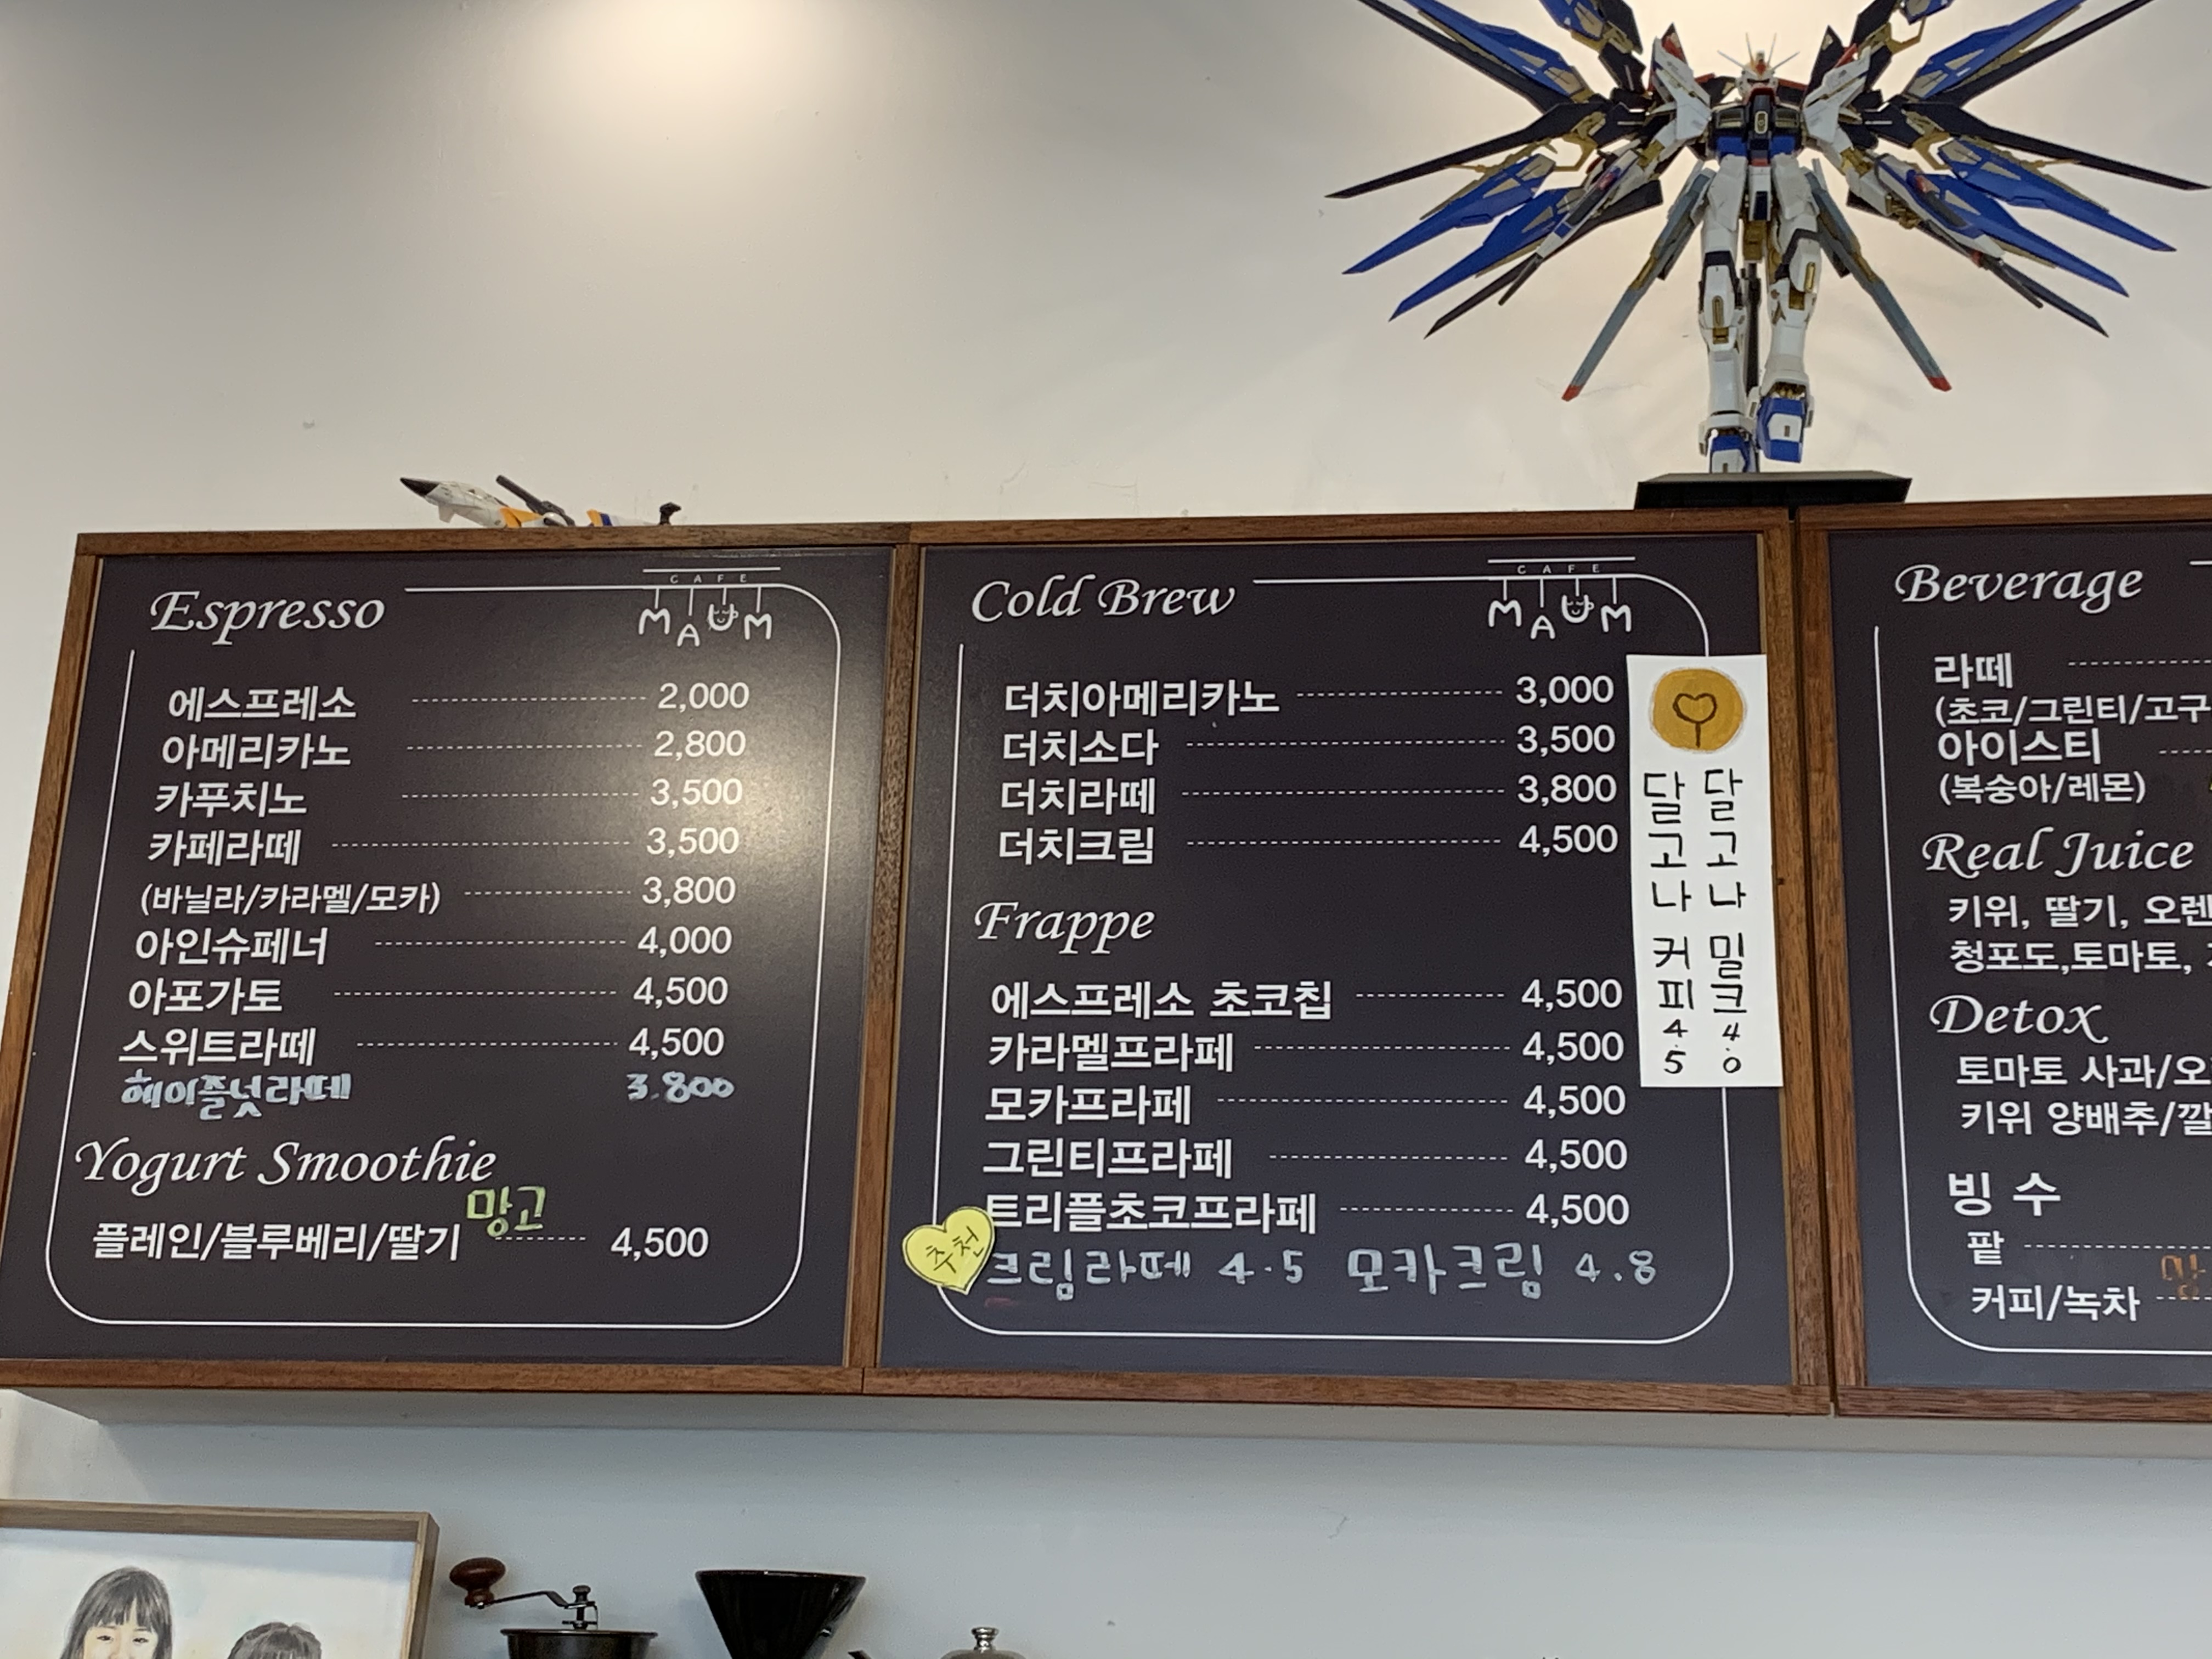 Espresso
CAFE
MAUM
에스프레소 2,000
아메리카노 2,800
카푸치노 3,500
카페라떼 3,500
(바닐라/카라멜/모카) 3,800
아인슈페너 4,000
아포가토 4,500
스위트라떼 4,500
헤이즐넛라떼 3.800
Yogurt Smoothie
망고
플레인/블루베리/딸기 4,500
Cold Brew
CAFE
MAUM
더치아메리카노 3,000
더치소다 3,500
더치라떼 3,800
더치크림 4,500
Frappe
에스프레소 초코칩 4,500
카라멜프라페 4,500
모카프라페 4,500
그린티프라페 4,500
트리플초코프라페 4,500
추천
크림라떼 4.5 모카크림 4.8
달고나 밀크 4.0
달고나 커피 4.5
Beverage
라떼
(초코/그린티/고구
아이스티
(복숭아/레몬)
Real Juice
키위, 딸기, 오렌
청포도,토마토,
Detox
토마토 사과/오
키위 양배추/깔
빙수
팥
커피/녹차